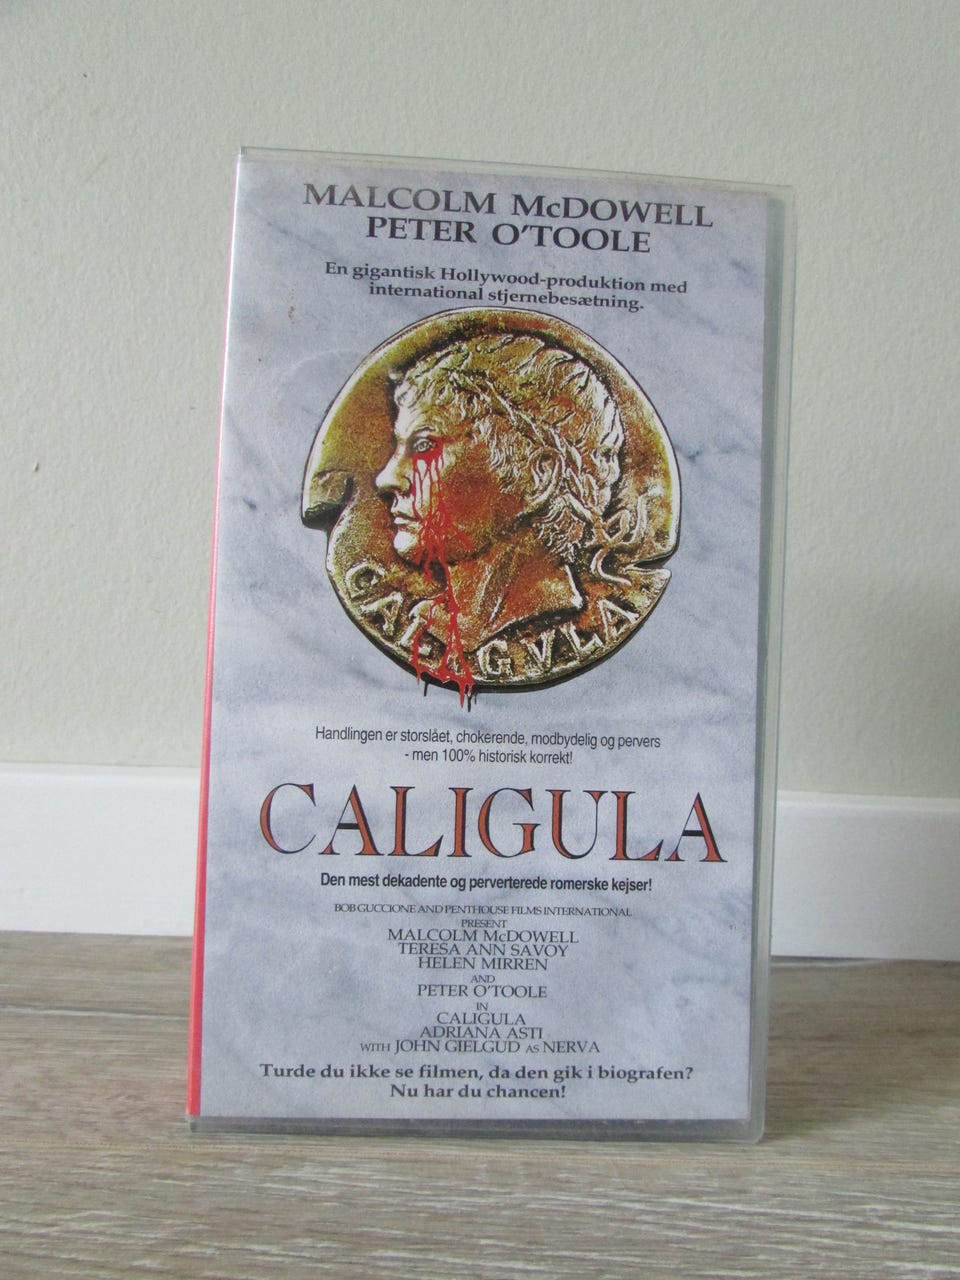 MALCOLM McDOWELL
PETER O'TOOLE
En gigantisk Hollywood-produktion med
international stjernebesætning.
CALIGVLA
Handlingen er storslået, chokerende, modbydelig og pervers
- men 100% historisk korrekt!
CALIGULA
Den mest dekadente og perverterede romerske kejser!
BOB GUCCIONE AND PENTHOUSE FILMS INTERNATIONAL
PRESENT
MALCOLM McDOWELL
TERESA ANN SAVOY
HELEN MIRREN
AND
PETER O'TOOLE
IN
CALIGULA
ADRIANA ASTI
WITH JOHN GIELGUD AS NERVA
Turde du ikke se filmen, da den gik i biografen?
Nu har du chancen!